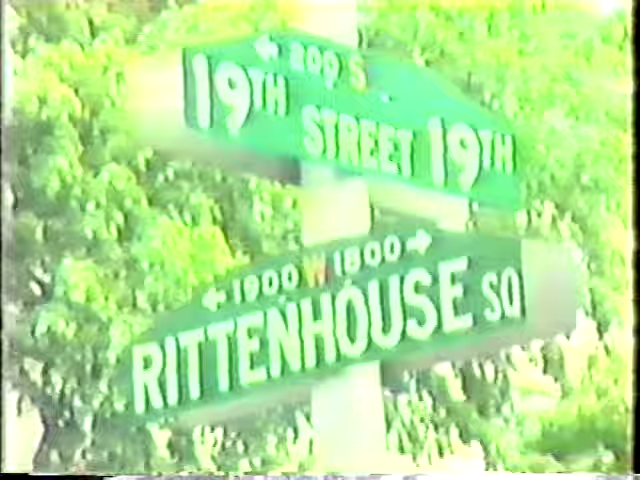 ← 200 S
19TH STREET 19TH
← 1900 W 1800 →
RITTENHOUSE SQ